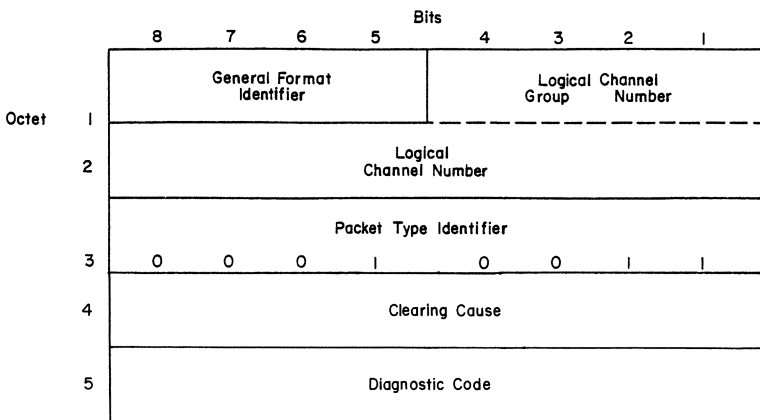 Bits
8 7 6 5 4 3 2 1
General Format Logical Channel
Identifier Group Number
Octet 1
Logical
2 Channel Number
Packet Type Identifier
3 0 0 0 1 0 0 1 1
4 Clearing Cause
5 Diagnostic Code